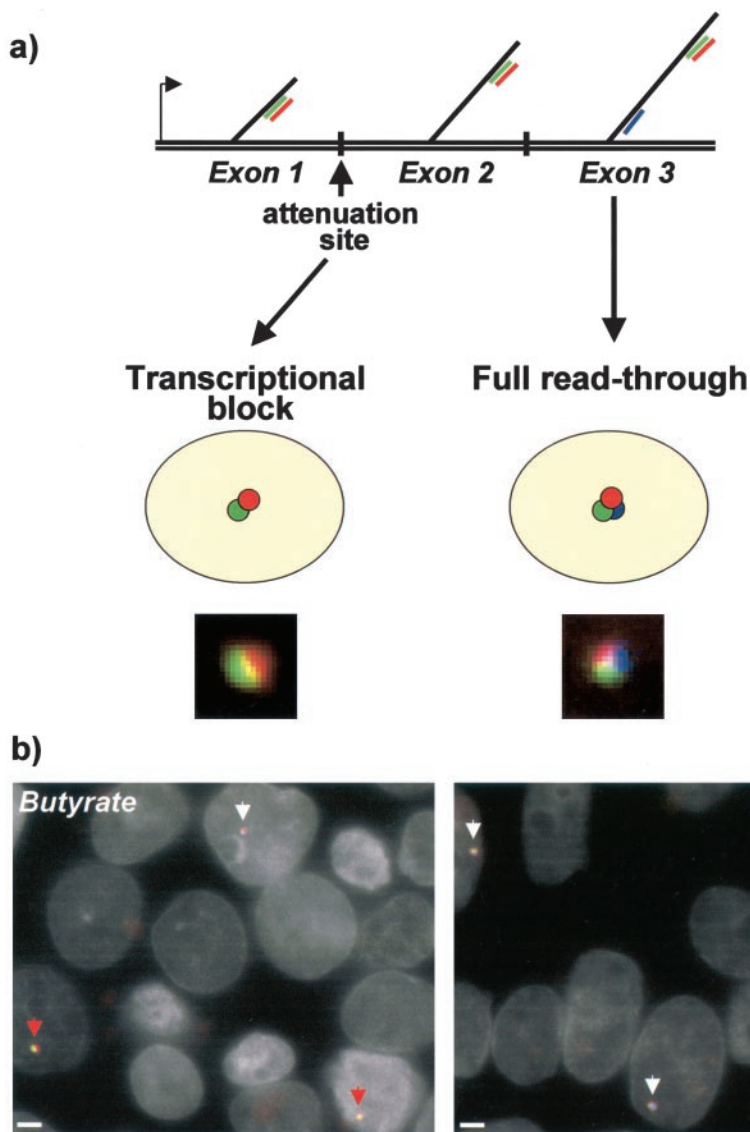 a)
Exon 1 Exon 2 Exon 3
attenuation
site
Transcriptional
block
Full read-through
b)
Butyrate